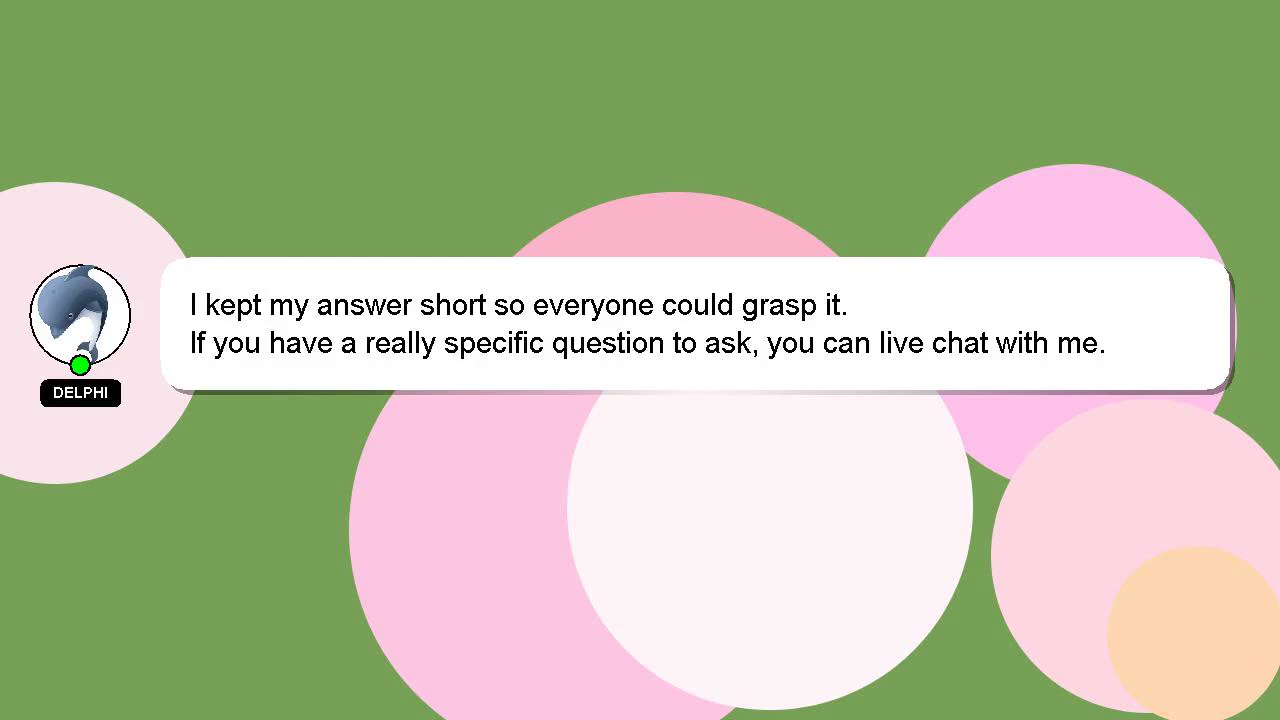 I kept my answer short so everyone could grasp it.
If you have a really specific question to ask, you can live chat with me.
DELPHI